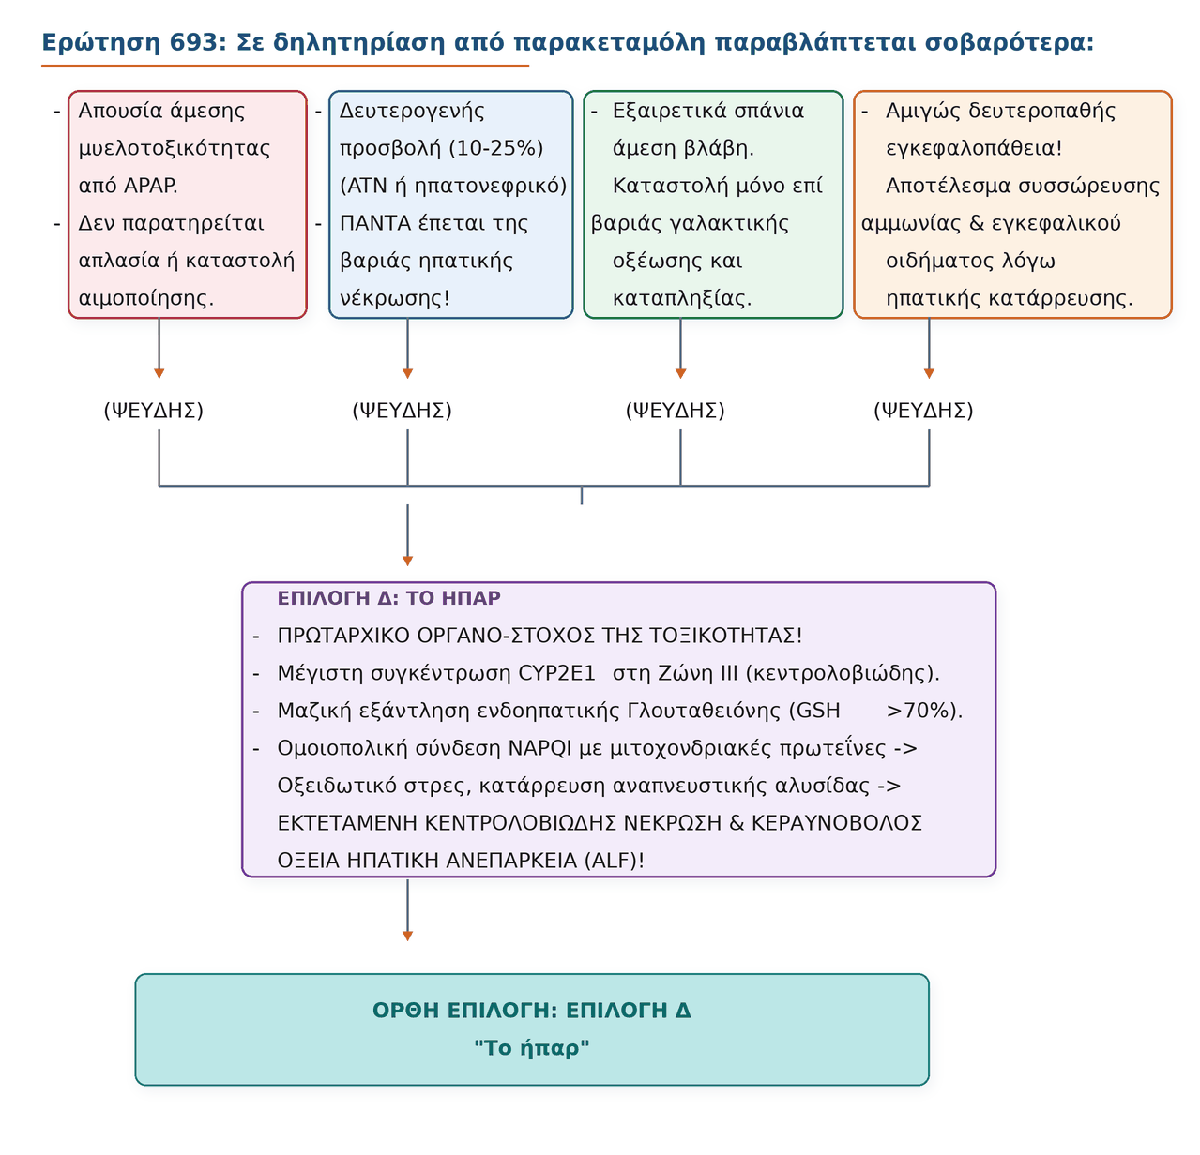 Ερώτηση 693: Σε δηλητηρίαση από παρακεταμόλη παραβλάπτεται σοβαρότερα:
- Απουσία άμεσης
μυελοτοξικότητας
από APAP.
- Δεν παρατηρείται
απλασία ή καταστολή
αιμοποίησης.
- Δευτερογενής
προσβολή (10-25%)
(ATN ή ηπατονεφρικό)
- ΠΑΝΤΑ έπεται της
βαριάς ηπατικής
νέκρωσης!
- Εξαιρετικά σπάνια
άμεση βλάβη.
Καταστολή μόνο επί
βαριάς γαλακτικής
οξέωσης και
καταπληξίας.
- Αμιγώς δευτεροπαθής
εγκεφαλοπάθεια!
Αποτέλεσμα συσσώρευσης
αμμωνίας & εγκεφαλικού
οιδήματος λόγω
ηπατικής κατάρρευσης.
(ΨΕΥΔΗΣ)
(ΨΕΥΔΗΣ)
(ΨΕΥΔΗΣ)
(ΨΕΥΔΗΣ)
ΕΠΙΛΟΓΗ Δ: ΤΟ ΗΠΑΡ
- ΠΡΩΤΑΡΧΙΚΟ ΟΡΓΑΝΟ-ΣΤΟΧΟΣ ΤΗΣ ΤΟΞΙΚΟΤΗΤΑΣ!
- Μέγιστη συγκέντρωση CYP2E1 στη Ζώνη III (κεντρολοβιώδης).
- Μαζική εξάντληση ενδοηπατικής Γλουταθειόνης (GSH >70%).
- Ομοιοπολική σύνδεση NAPQI με μιτοχονδριακές πρωτεΐνες ->
Οξειδωτικό στρες, κατάρρευση αναπνευστικής αλυσίδας ->
ΕΚΤΕΤΑΜΕΝΗ ΚΕΝΤΡΟΛΟΒΙΩΔΗΣ ΝΕΚΡΩΣΗ & ΚΕΡΑΥΝΟΒΟΛΟΣ
ΟΞΕΙΑ ΗΠΑΤΙΚΗ ΑΝΕΠΑΡΚΕΙΑ (ALF)!
ΟΡΘΗ ΕΠΙΛΟΓΗ: ΕΠΙΛΟΓΗ Δ
"Το ήπαρ"